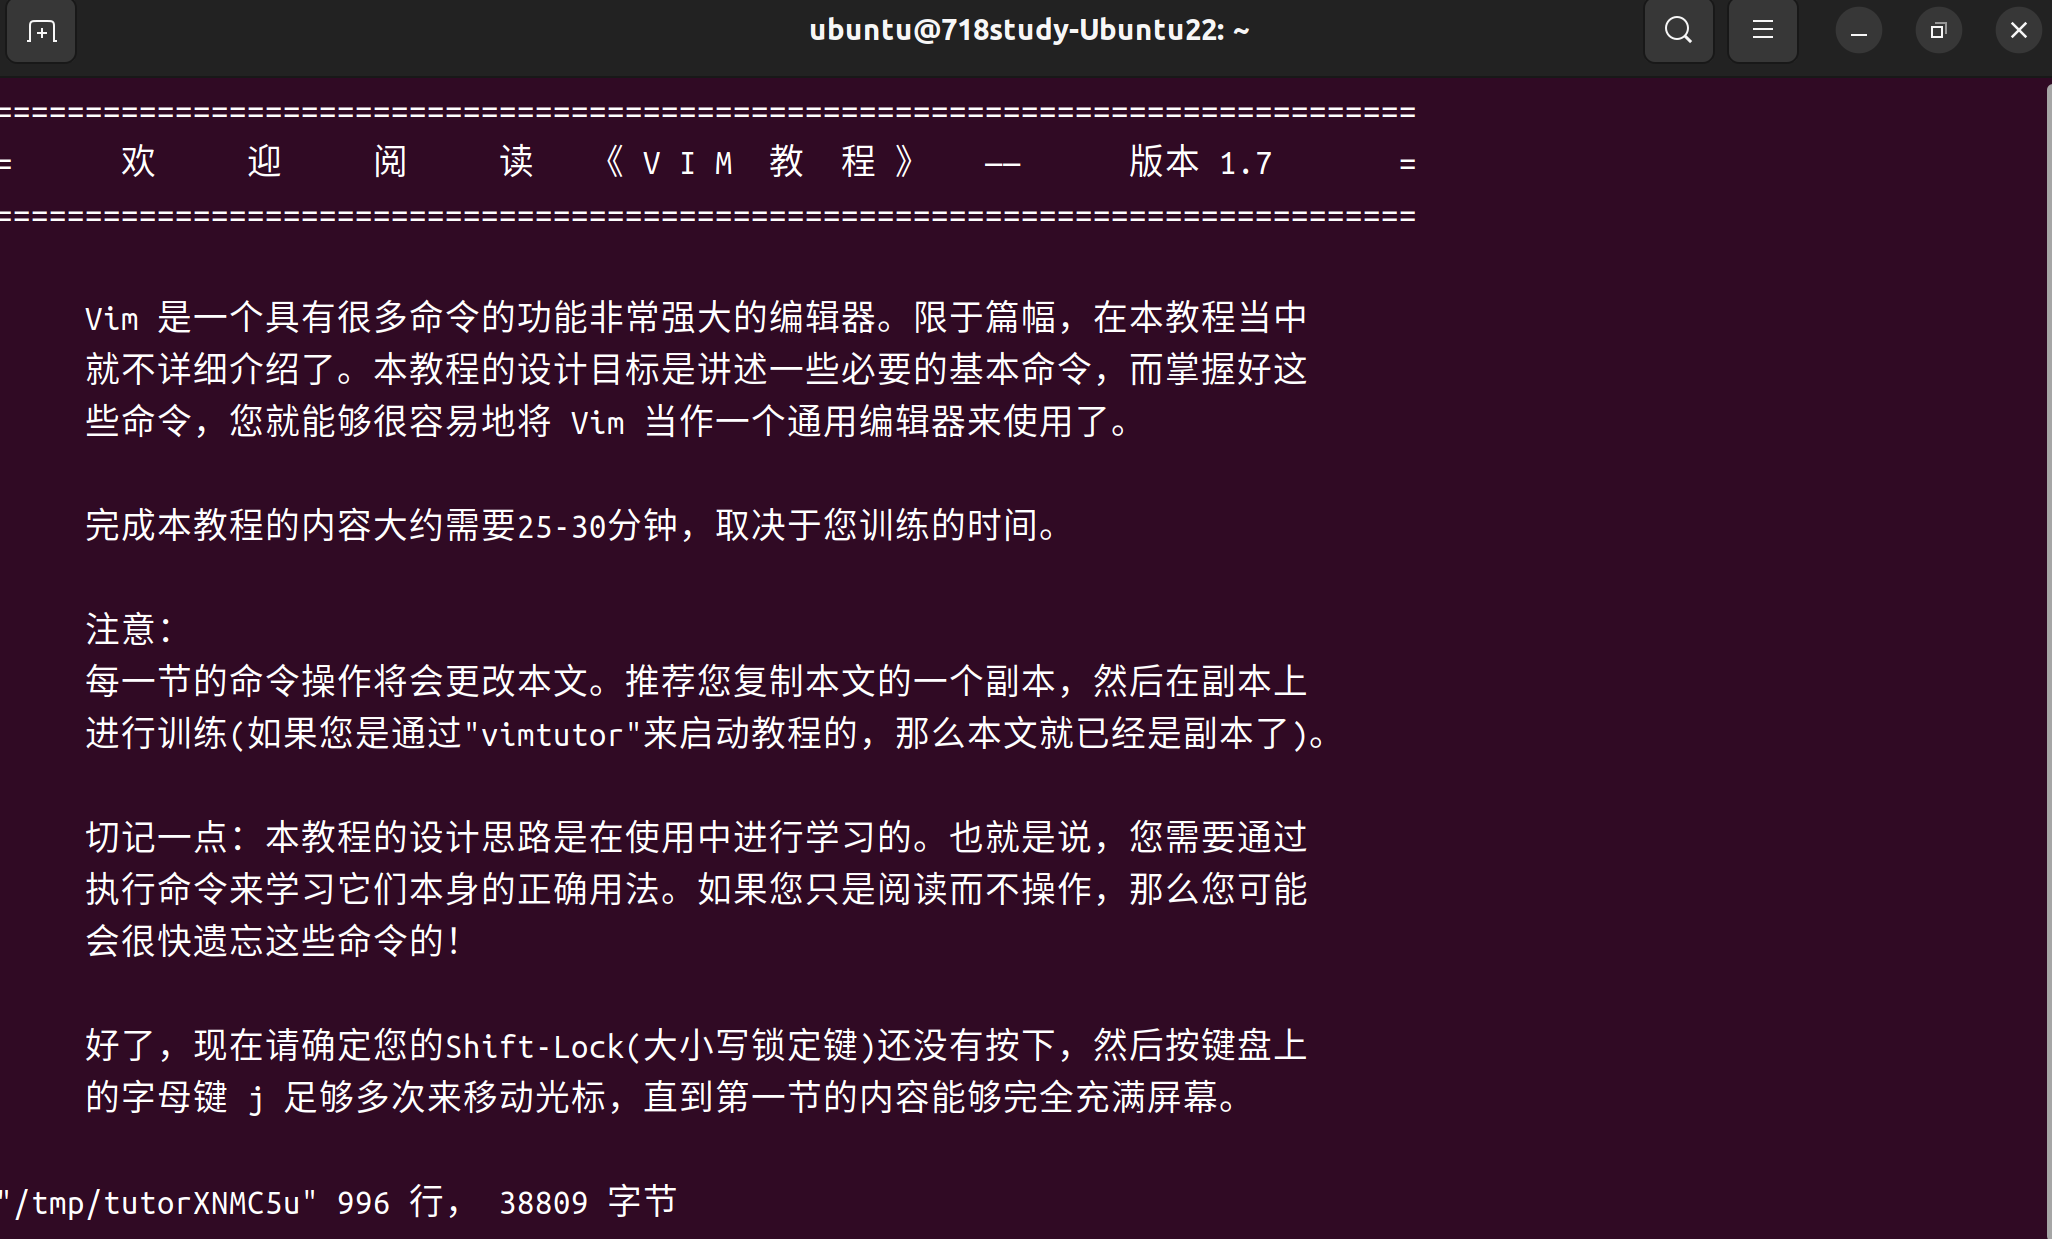 ubuntu@718study-Ubuntu22: ~
===============================================================================
=      欢     迎     阅     读   《 V I M  教  程 》   ——      版本 1.7       =
===============================================================================
Vim 是一个具有很多命令的功能非常强大的编辑器。限于篇幅，在本教程当中
就不详细介绍了。本教程的设计目标是讲述一些必要的基本命令，而掌握好这
些命令，您就能够很容易地将 Vim 当作一个通用编辑器来使用了。
完成本教程的内容大约需要25-30分钟，取决于您训练的时间。
注意：
每一节的命令操作将会更改本文。推荐您复制本文的一个副本，然后在副本上
进行训练(如果您是通过"vimtutor"来启动教程的，那么本文就已经是副本了)。
切记一点：本教程的设计思路是在使用中进行学习的。也就是说，您需要通过
执行命令来学习它们本身的正确用法。如果您只是阅读而不操作，那么您可能
会很快遗忘这些命令的！
好了，现在请确定您的Shift-Lock(大小写锁定键)还没有按下，然后按键盘上
的字母键 j 足够多次来移动光标，直到第一节的内容能够完全充满屏幕。
"/tmp/tutorXNMC5u" 996 行， 38809 字节